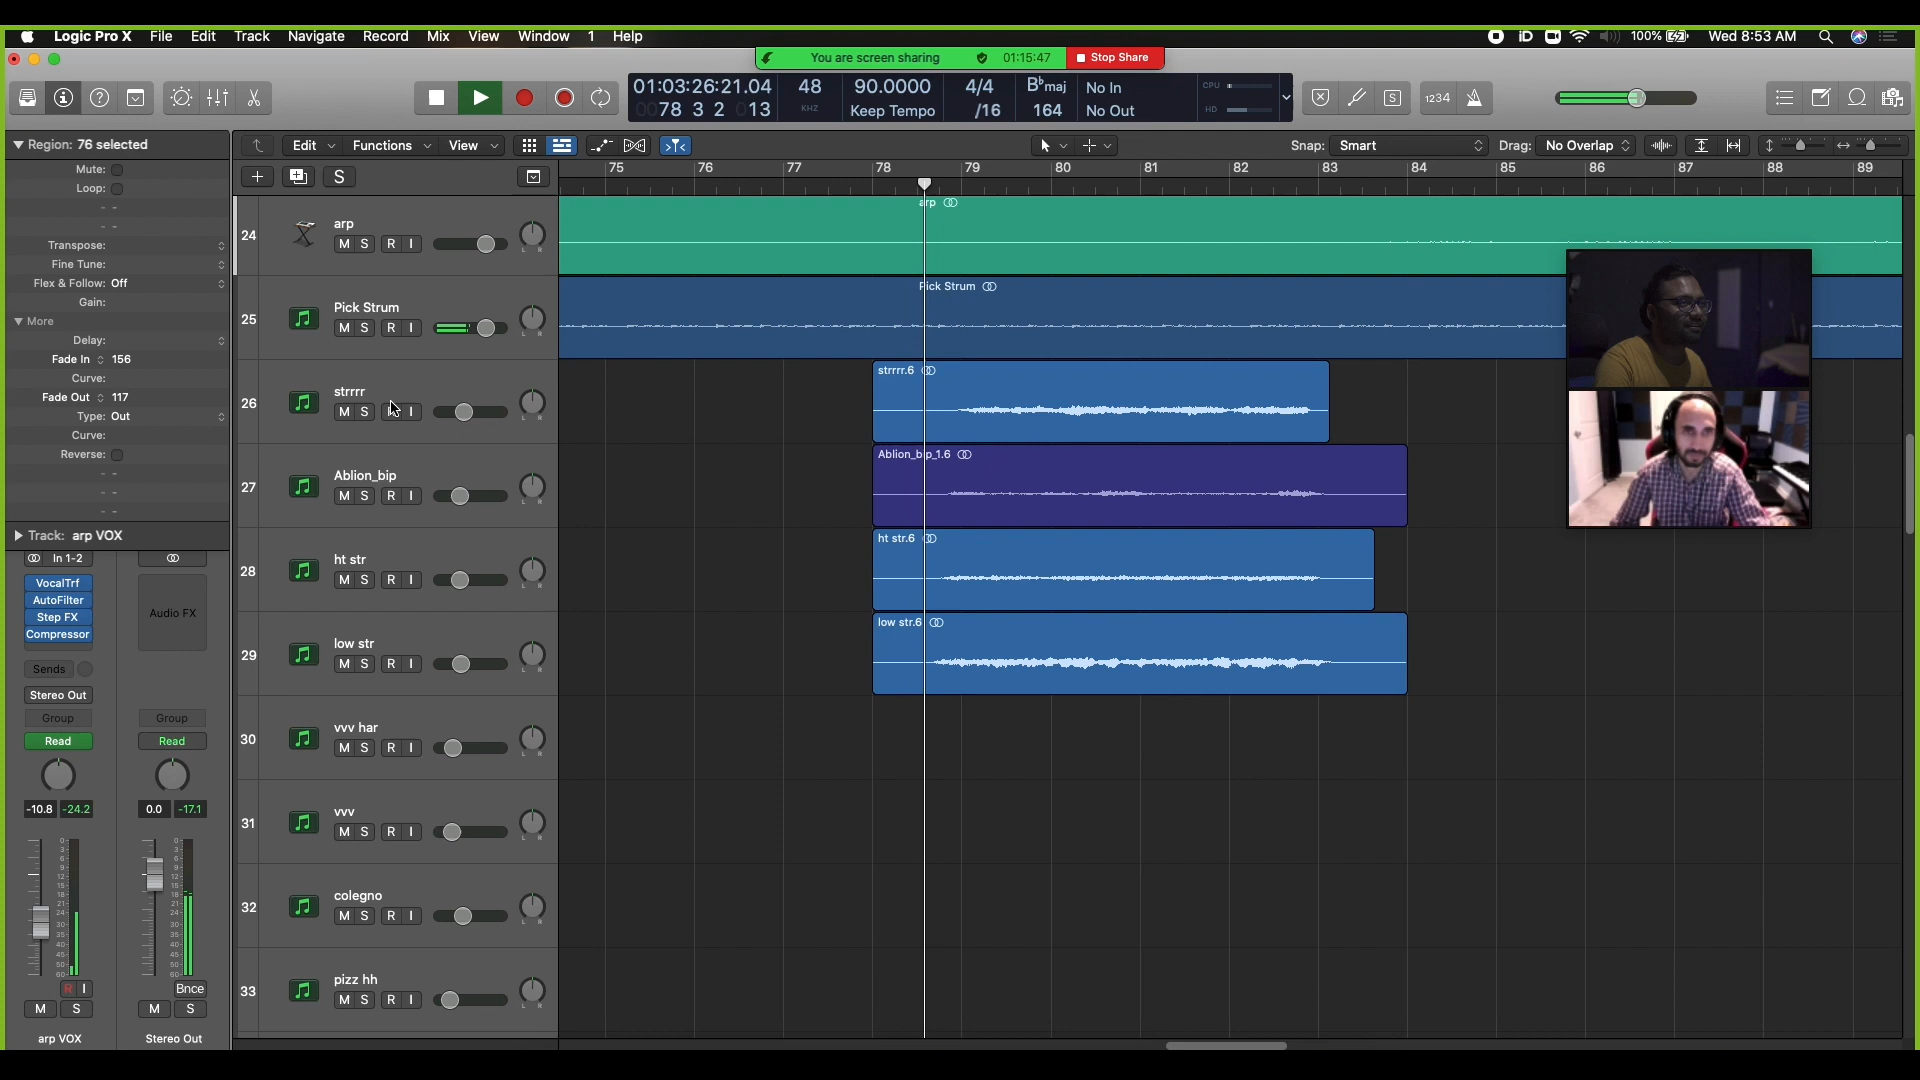 Logic Pro X File Edit Track Navigate Record Mix View Window 1 Help
iD 100% Wed 8:53 AM
You are screen sharing 01:15:47 Stop Share
01:03:26:21.04 48 90.0000 4/4 B♭maj No In CPU
KHZ
0078 3 2 013 Keep Tempo /16 164 No Out HD
S 1234
Region: 76 selected
Edit Functions View
Snap: Smart Drag: No Overlap
Mute:
Loop:
- -
- -
Transpose:
Fine Tune:
Flex & Follow: Off
Gain:
More
Delay:
Fade In 156
Curve:
Fade Out 117
Type: Out
Curve:
Reverse:
- -
- -
- -
Track: arp VOX
In 1-2
VocalTrf
AutoFilter
Step FX
Compressor
Audio FX
Sends
Stereo Out
Group Group
Read Read
-10.8 -24.2 0.0 -17.1
R I Bnce
M S M S
arp VOX Stereo Out
S
75 76 77 78 79 80 81 82 83 84 85 86 87 88 89
24 arp
M S R I L R
arp
25 Pick Strum
M S R I L R
Pick Strum
26 strrrr
M S R I L R
strrrr.6
27 Ablion_bip
M S R I L R
Ablion_bip_1.6
28 ht str
M S R I L R
ht str.6
29 low str
M S R I L R
low str.6
30 vvv har
M S R I L R
31 vvv
M S R I L R
32 colegno
M S R I L R
33 pizz hh
M S R I L R